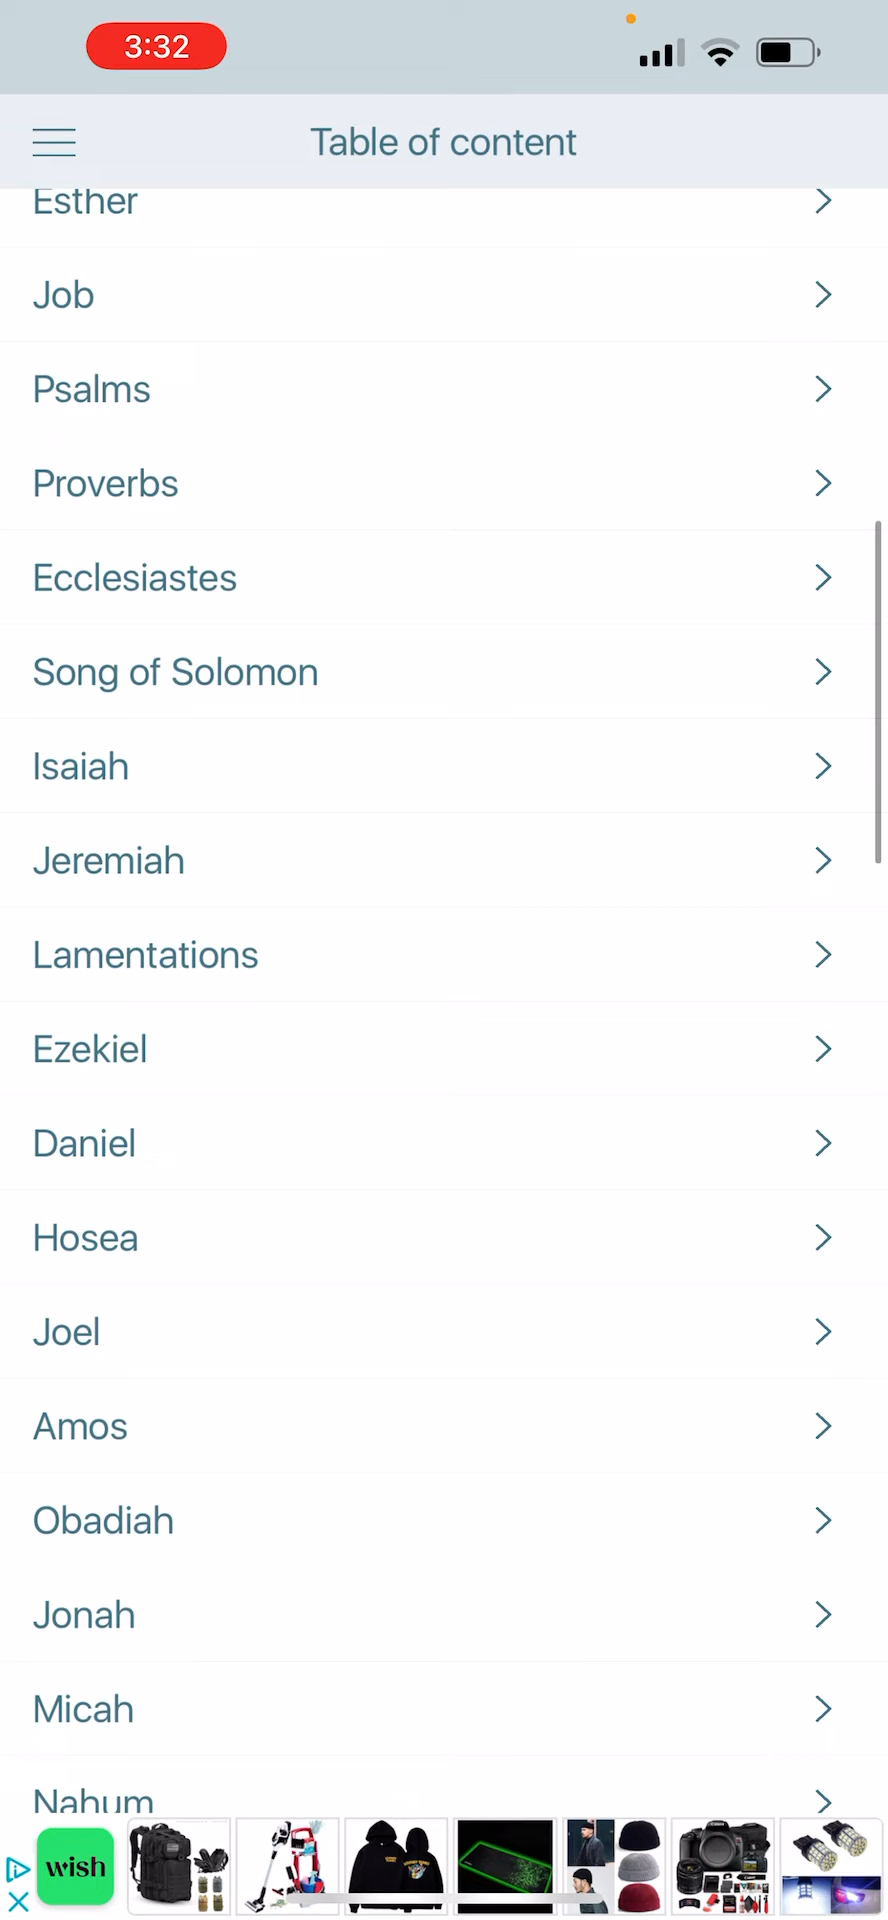 3:32
Table of content
Esther
Job
Psalms
Proverbs
Ecclesiastes
Song of Solomon
Isaiah
Jeremiah
Lamentations
Ezekiel
Daniel
Hosea
Joel
Amos
Obadiah
Jonah
Micah
Nahum
wish